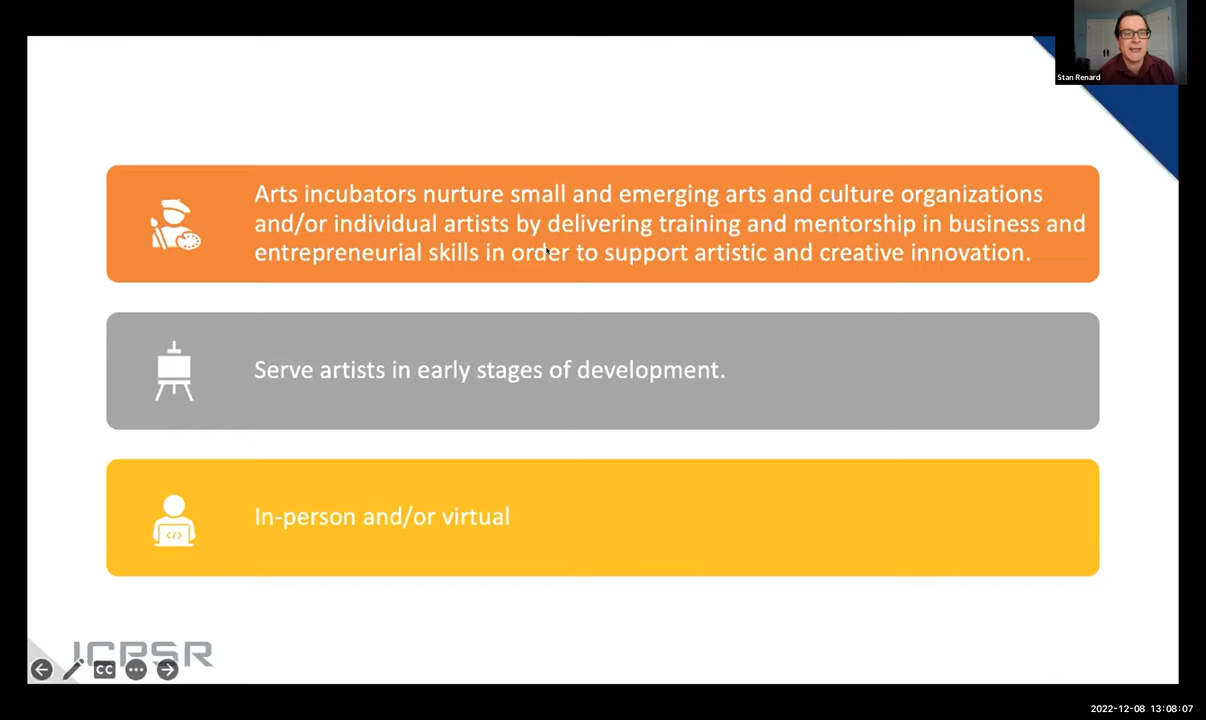 Stan Renard
Arts incubators nurture small and emerging arts and culture organizations
and/or individual artists by delivering training and mentorship in business and
entrepreneurial skills in order to support artistic and creative innovation.
Serve artists in early stages of development.
In-person and/or virtual
</>
ICPSR
CC
2022-12-08 13:08:07